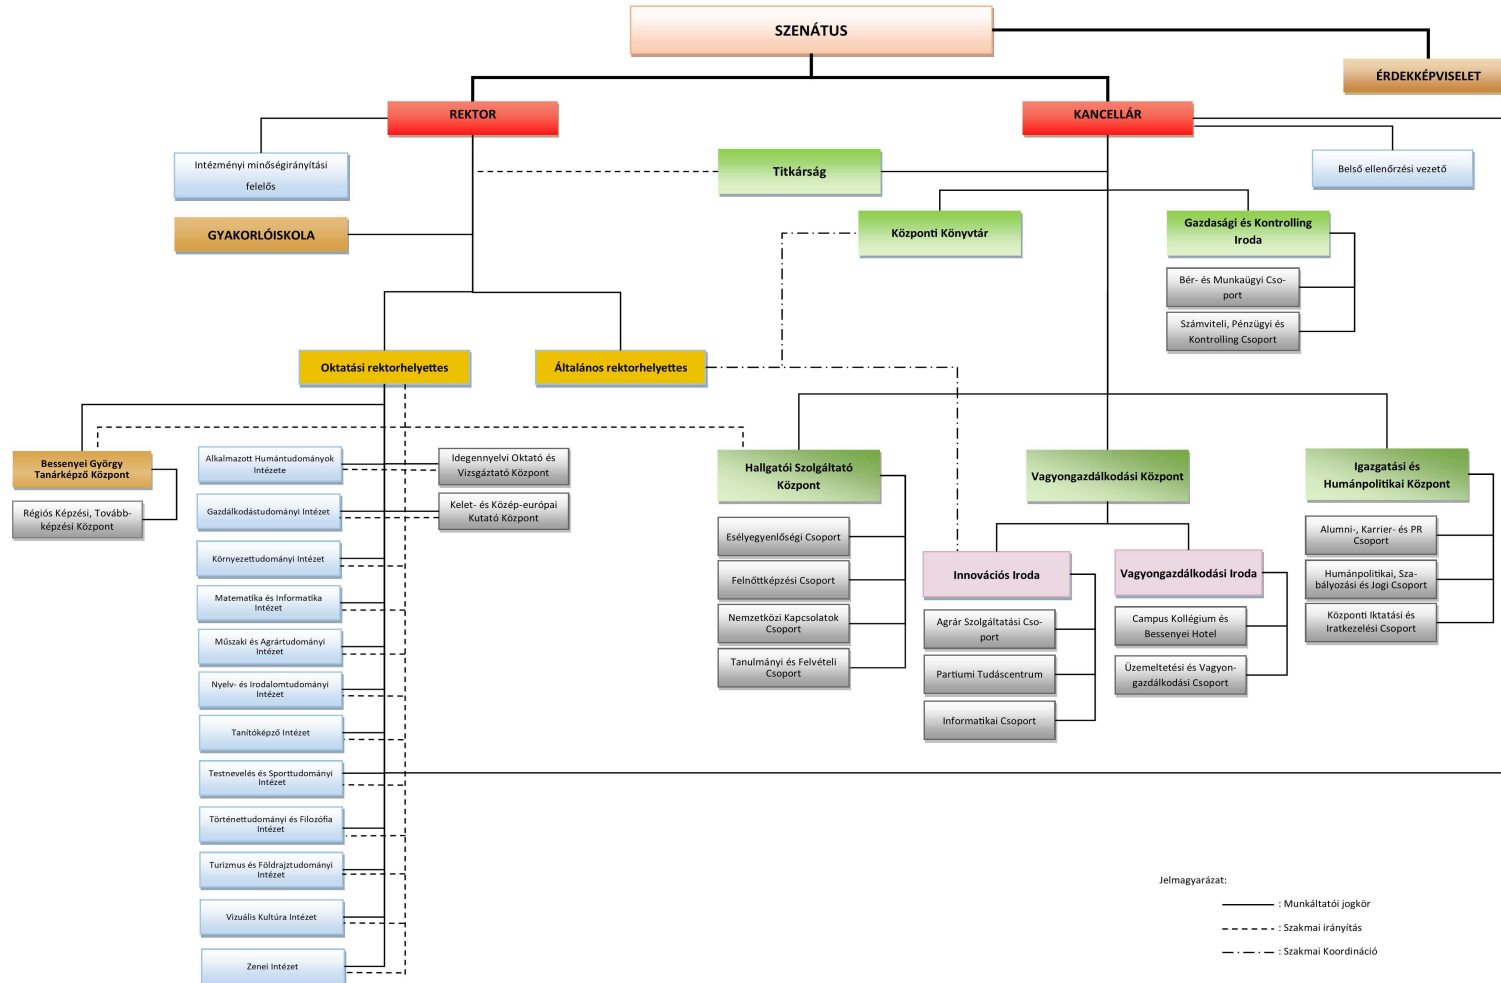 SZENÁTUS
ÉRDEKKÉPVISELET
REKTOR
KANCELLÁR
Intézményi minőségirányítási
felelős
Titkárság
Belső ellenőrzési vezető
GYAKORLÓISKOLA
Központi Könyvtár
Gazdasági és Kontrolling
Iroda
Bér- és Munkaügyi Cso-
port
Számviteli, Pénzügyi és
Kontrolling Csoport
Oktatási rektorhelyettes
Általános rektorhelyettes
Bessenyei György
Tanárképző Központ
Régiós Képzési, Tovább-
képzési Központ
Alkalmazott Humántudományok
Intézete
Idegennyelvi Oktató és
Vizsgáztató Központ
Gazdálkodástudományi Intézet
Kelet- és Közép-európai
Kutató Központ
Környezettudományi Intézet
Matematika és Informatika
Intézet
Műszaki és Agrártudományi
Intézet
Nyelv- és Irodalomtudományi
Intézet
Tanítóképző Intézet
Testnevelés és Sporttudományi
Intézet
Történettudományi és Filozófia
Intézet
Turizmus és Földrajztudományi
Intézet
Vizuális Kultúra Intézet
Zenei Intézet
Hallgatói Szolgáltató
Központ
Esélyegyenlőségi Csoport
Felnőttképzési Csoport
Nemzetközi Kapcsolatok
Csoport
Tanulmányi és Felvételi
Csoport
Vagyongazdálkodási Központ
Innovációs Iroda
Agrár Szolgáltatási Cso-
port
Partiumi Tudáscentrum
Informatikai Csoport
Vagyongazdálkodási Iroda
Campus Kollégium és
Bessenyei Hotel
Üzemeltetési és Vagyon-
gazdálkodási Csoport
Igazgatási és
Humánpolitikai Központ
Alumni-, Karrier- és PR
Csoport
Humánpolitikai, Sza-
bályozási és Jogi Csoport
Központi Iktatási és
Iratkezelési Csoport
Jelmagyarázat:
: Munkáltatói jogkör
: Szakmai irányítás
: Szakmai Koordináció